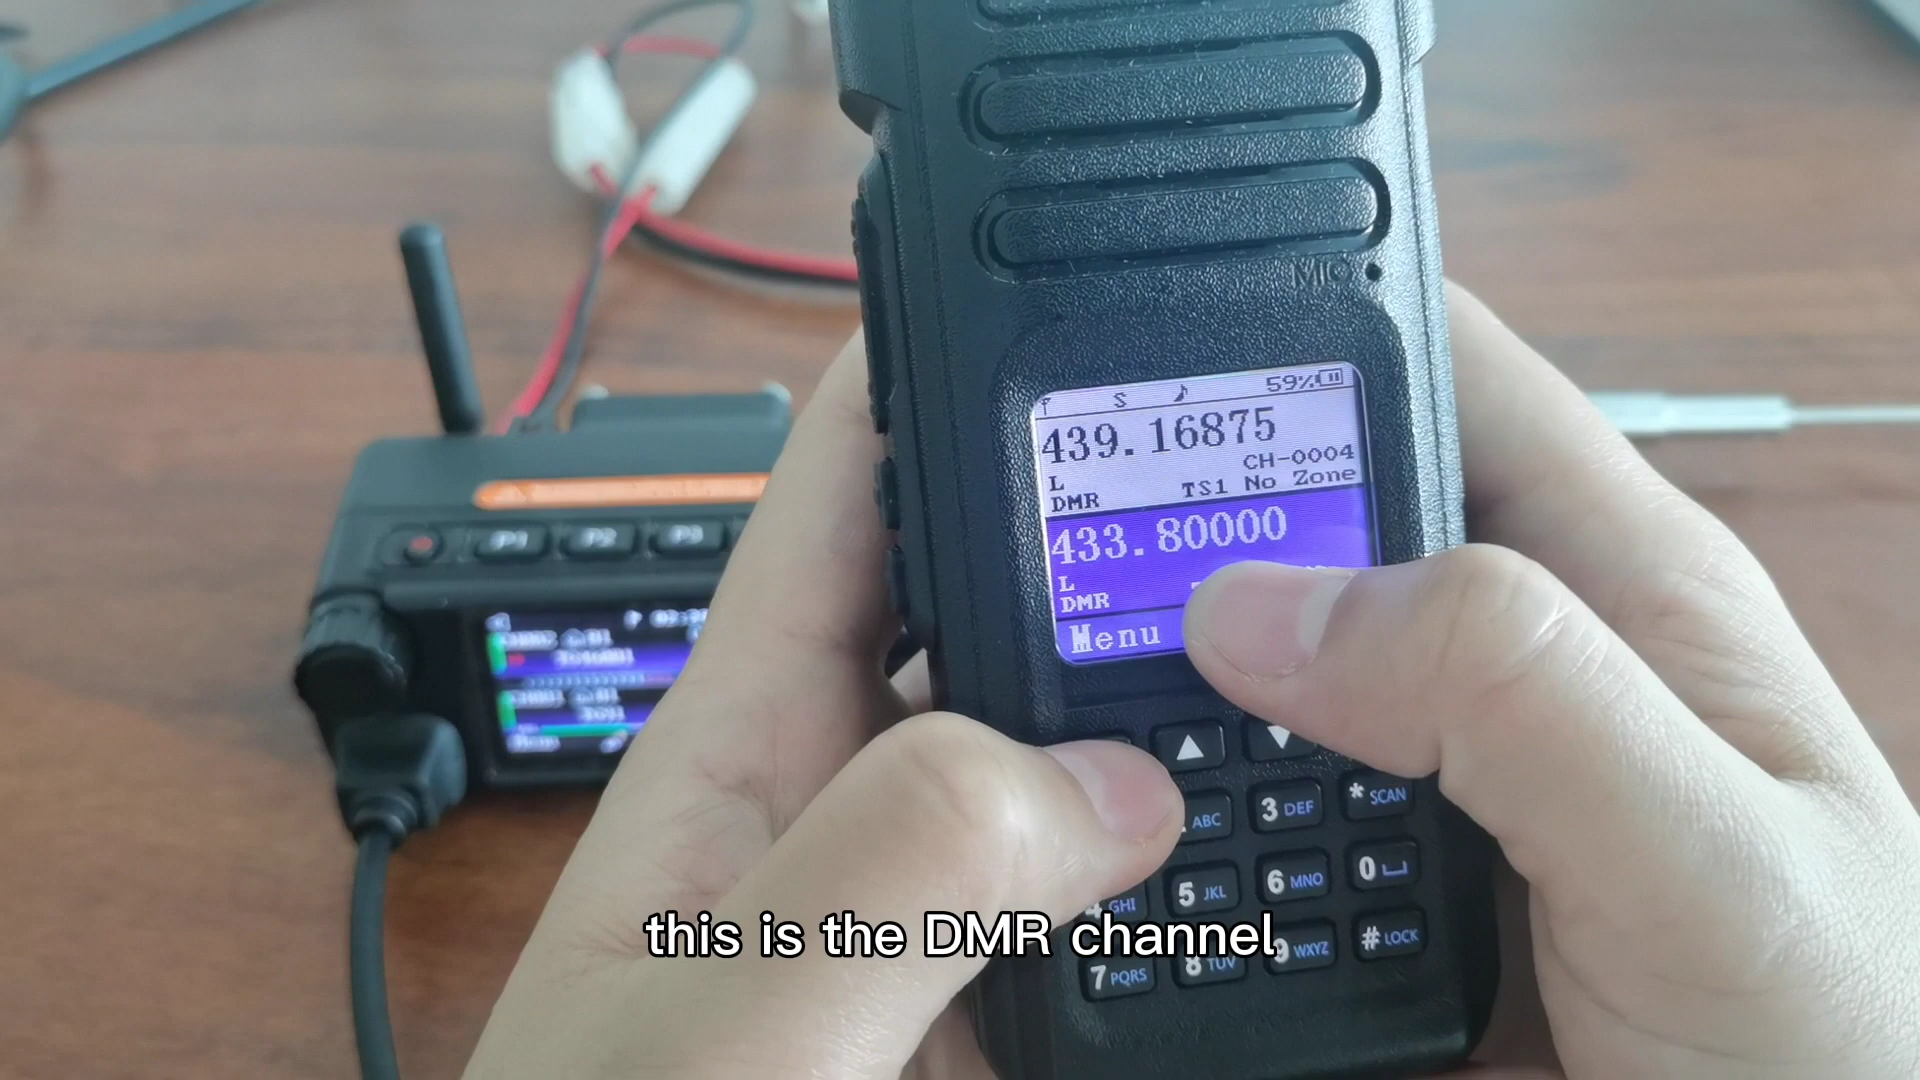 MIC
S 59%
439.16875
CH-0004
L
DMR TS1 No Zone
433.80000
L
DMR
Menu
P1 P2 P3
ABC 3 DEF * SCAN
4 GHI 5 JKL 6 MNO 0
7 PQRS 8 TUV 9 WXYZ # LOCK
this is the DMR channel